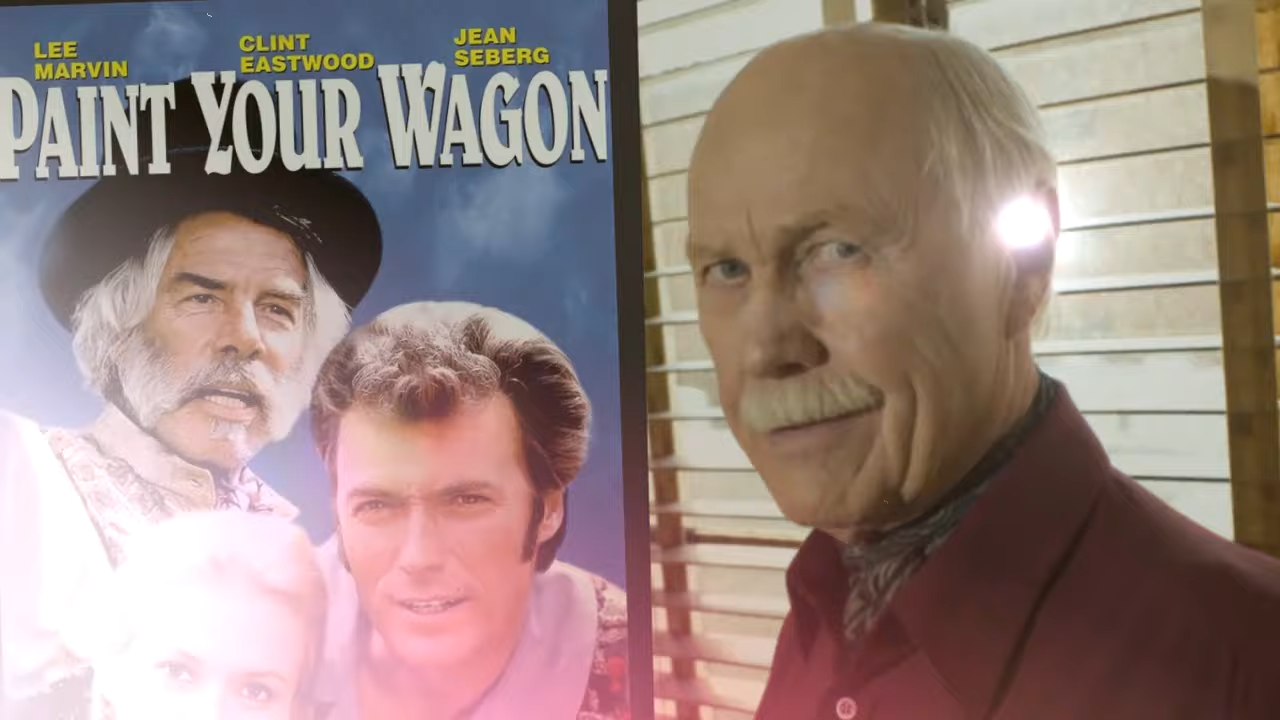 LEE
MARVIN
CLINT
EASTWOOD
JEAN
SEBERG
PAINT YOUR WAGON